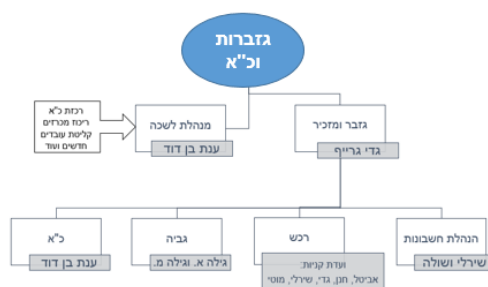 גזברות
וכ"א
גזבר ומזכיר
גדי גרייף
מנהלת לשכה
ענת בן דוד
רכזת כ"א
ריכוז מכרזים
קליטת עובדים
חדשים ועוד
הנהלת חשבונות
שירלי ושולה
רכש
ועדת קניות:
אביטל, חנן, גדי, שירלי, מוטי
גביה
גילה א. וגילה מ.
כ"א
ענת בן דוד